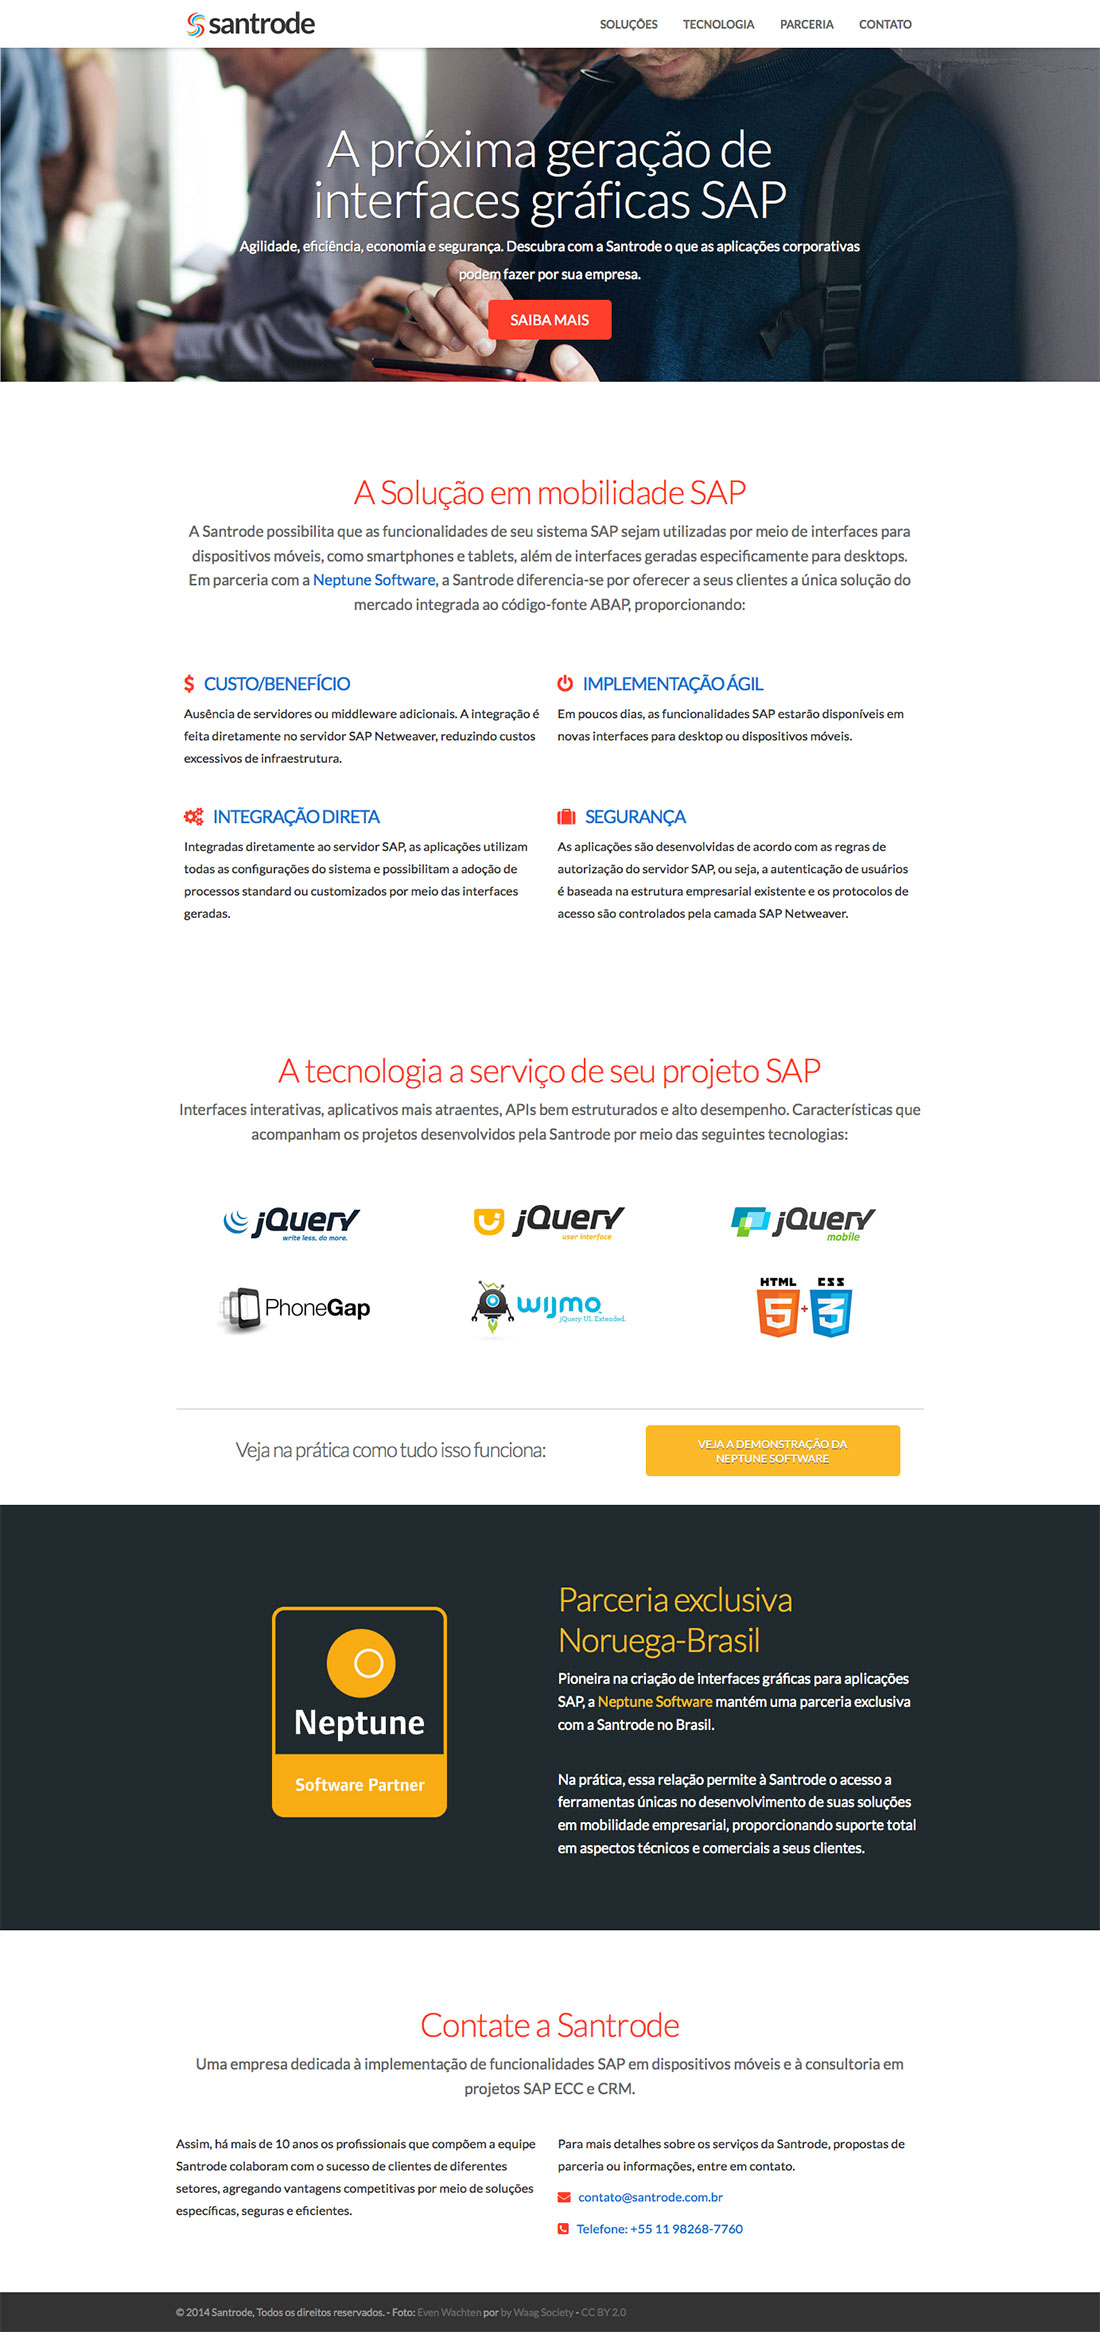 santrode
SOLUÇÕES TECNOLOGIA PARCERIA CONTATO
A próxima geração de
interfaces gráficas SAP
Agilidade, eficiência, economia e segurança. Descubra com a Santrode o que as aplicações corporativas
podem fazer por sua empresa.
SAIBA MAIS
A Solução em mobilidade SAP
A Santrode possibilita que as funcionalidades de seu sistema SAP sejam utilizadas por meio de interfaces para
dispositivos móveis, como smartphones e tablets, além de interfaces geradas especificamente para desktops.
Em parceria com a Neptune Software, a Santrode diferencia-se por oferecer a seus clientes a única solução do
mercado integrada ao código-fonte ABAP, proporcionando:
CUSTO/BENEFÍCIO
Ausência de servidores ou middleware adicionais. A integração é
feita diretamente no servidor SAP Netweaver, reduzindo custos
excessivos de infraestrutura.
IMPLEMENTAÇÃO ÁGIL
Em poucos dias, as funcionalidades SAP estarão disponíveis em
novas interfaces para desktop ou dispositivos móveis.
INTEGRAÇÃO DIRETA
Integradas diretamente ao servidor SAP, as aplicações utilizam
todas as configurações do sistema e possibilitam a adoção de
processos standard ou customizados por meio das interfaces
geradas.
SEGURANÇA
As aplicações são desenvolvidas de acordo com as regras de
autorização do servidor SAP, ou seja, a autenticação de usuários
é baseada na estrutura empresarial existente e os protocolos de
acesso são controlados pela camada SAP Netweaver.
A tecnologia a serviço de seu projeto SAP
Interfaces interativas, aplicativos mais atraentes, APIs bem estruturados e alto desempenho. Características que
acompanham os projetos desenvolvidos pela Santrode por meio das seguintes tecnologias:
jQuery
write less, do more.
jQuery
user interface
jQuery
mobile
PhoneGap
wijmo
jQuery UI. Extended.
HTML CSS
5 + 3
Veja na prática como tudo isso funciona:
VEJA A DEMONSTRAÇÃO DA
NEPTUNE SOFTWARE
Neptune
Software Partner
Parceria exclusiva
Noruega-Brasil
Pioneira na criação de interfaces gráficas para aplicações
SAP, a Neptune Software mantém uma parceria exclusiva
com a Santrode no Brasil.
Na prática, essa relação permite à Santrode o acesso a
ferramentas únicas no desenvolvimento de suas soluções
em mobilidade empresarial, proporcionando suporte total
em aspectos técnicos e comerciais a seus clientes.
Contate a Santrode
Uma empresa dedicada à implementação de funcionalidades SAP em dispositivos móveis e à consultoria em
projetos SAP ECC e CRM.
Assim, há mais de 10 anos os profissionais que compõem a equipe
Santrode colaboram com o sucesso de clientes de diferentes
setores, agregando vantagens competitivas por meio de soluções
específicas, seguras e eficientes.
Para mais detalhes sobre os serviços da Santrode, propostas de
parceria ou informações, entre em contato.
contato@santrode.com.br
Telefone: +55 11 98268-7760
© 2014 Santrode, Todos os direitos reservados. - Foto: Even Wachten por by Waag Society - CC BY 2.0